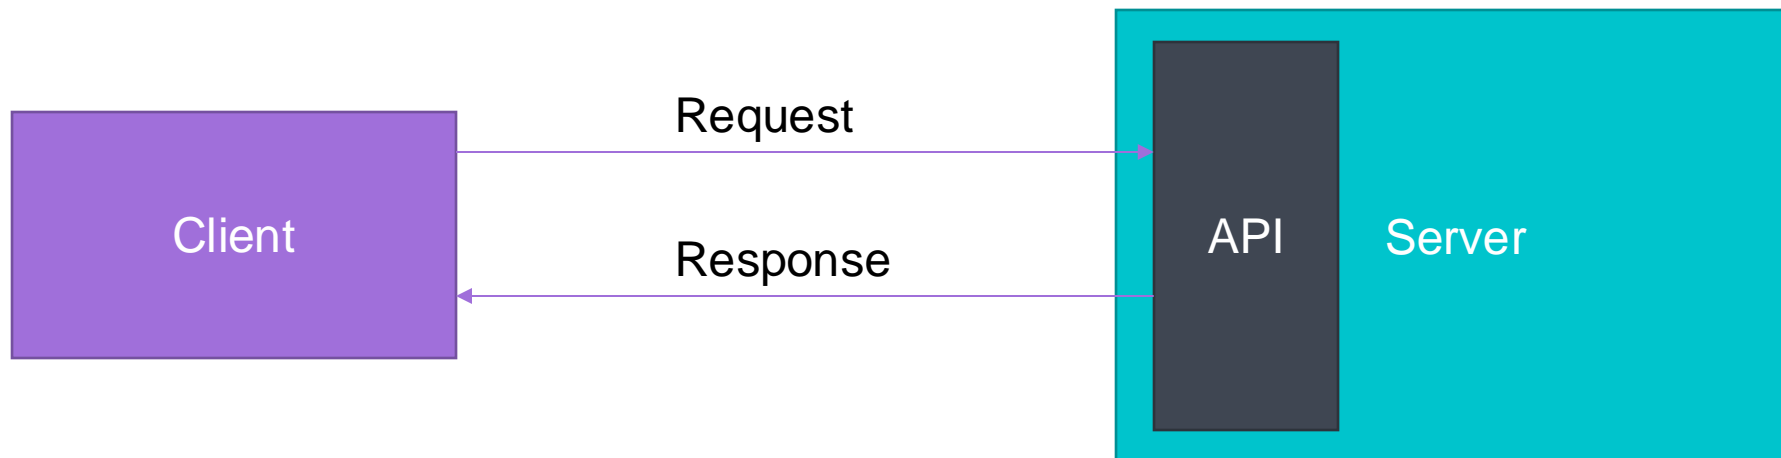 Request
Client
Response
API
Server